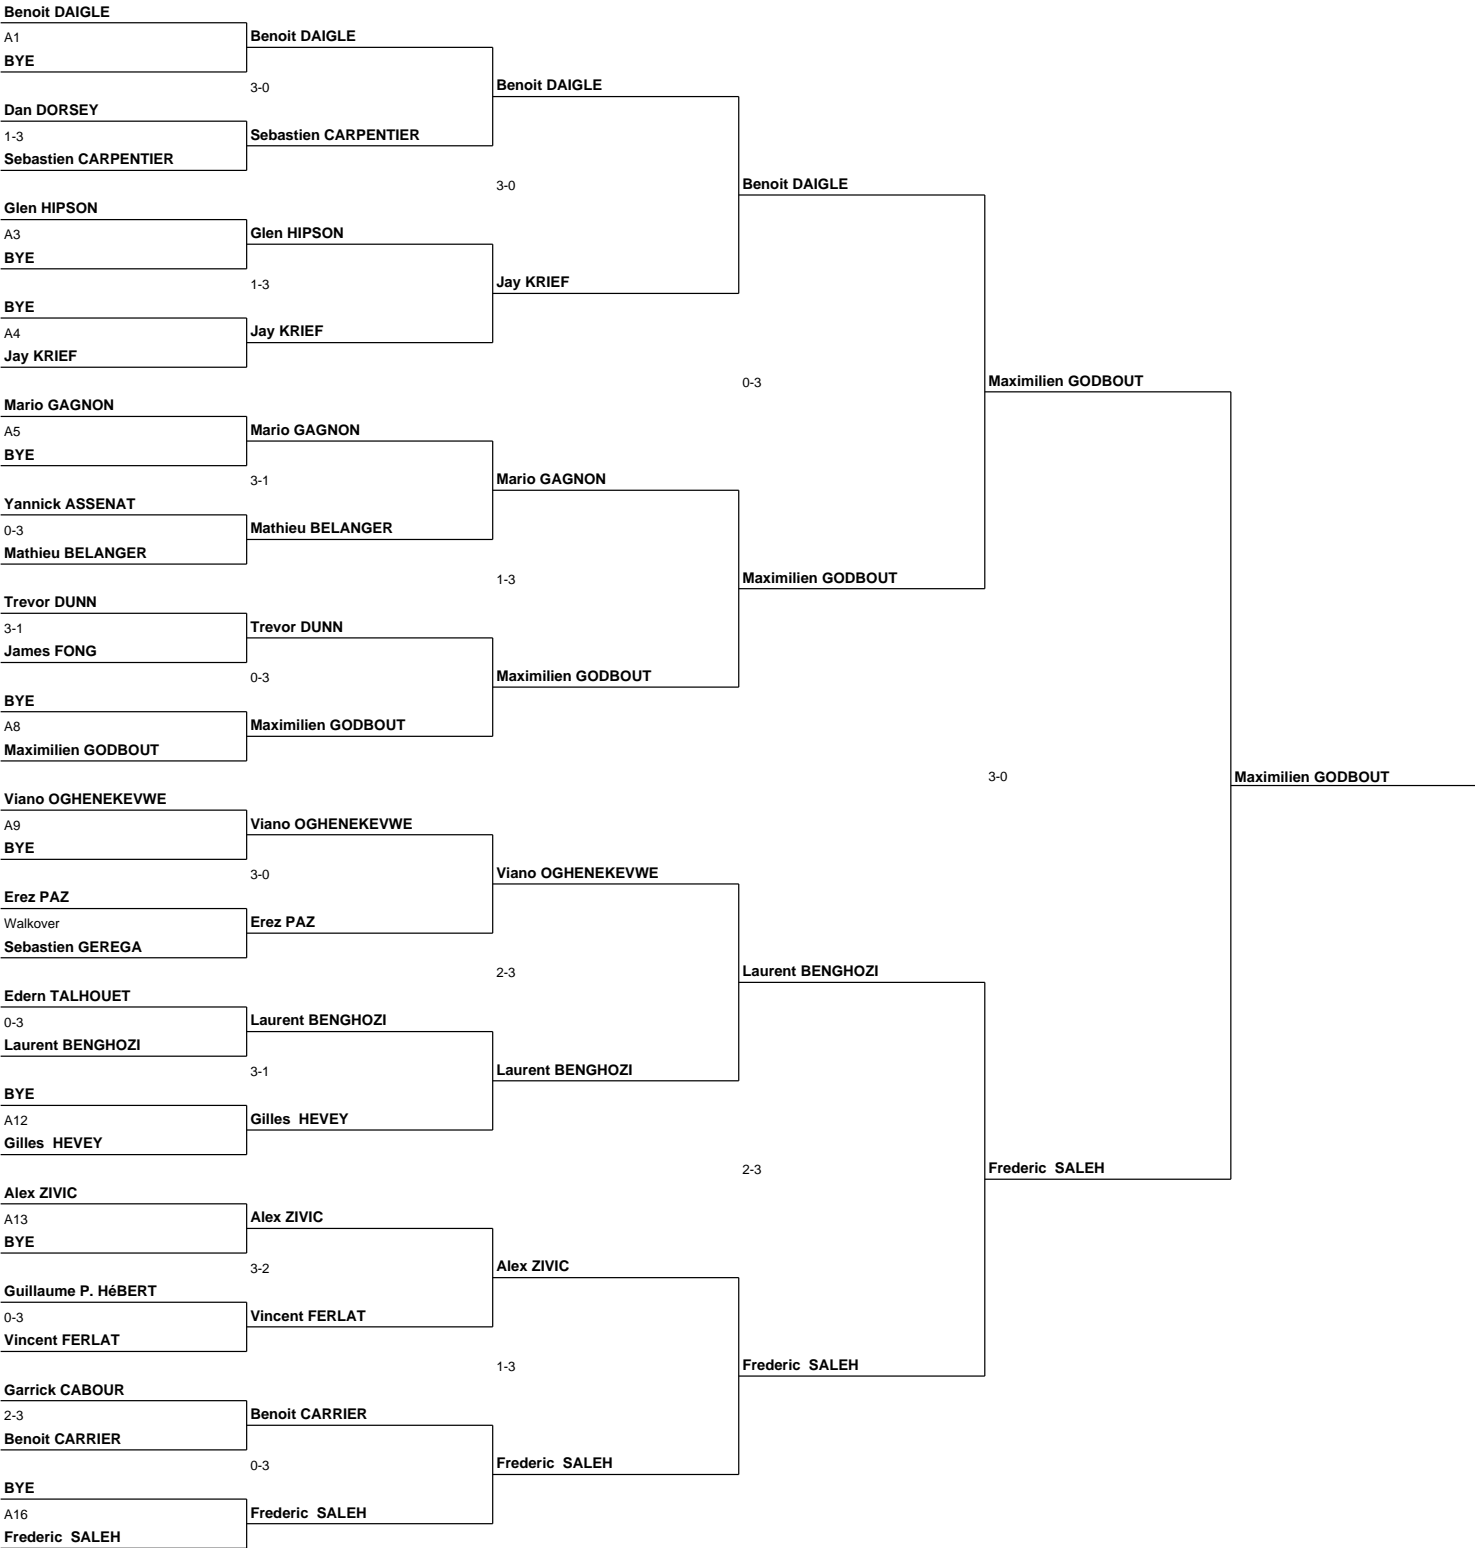 Benoit DAIGLE
A1
BYE
Dan DORSEY
1-3
Sebastien CARPENTIER
Glen HIPSON
A3
BYE
BYE
A4
Jay KRIEF
Mario GAGNON
A5
BYE
Yannick ASSENAT
0-3
Mathieu BELANGER
Trevor DUNN
3-1
James FONG
BYE
A8
Maximilien GODBOUT
Viano OGHENEKEVWE
A9
BYE
Erez PAZ
Walkover
Sebastien GEREGA
Edern TALHOUET
0-3
Laurent BENGHOZI
BYE
A12
Gilles  HEVEY
Alex ZIVIC
A13
BYE
Guillaume P. HéBERT
0-3
Vincent FERLAT
Garrick CABOUR
2-3
Benoit CARRIER
BYE
A16
Frederic  SALEH
Benoit DAIGLE
3-0
Sebastien CARPENTIER
Glen HIPSON
1-3
Jay KRIEF
Mario GAGNON
3-1
Mathieu BELANGER
Trevor DUNN
0-3
Maximilien GODBOUT
Viano OGHENEKEVWE
3-0
Erez PAZ
Laurent BENGHOZI
3-1
Gilles  HEVEY
Alex ZIVIC
3-2
Vincent FERLAT
Benoit CARRIER
0-3
Frederic  SALEH
Benoit DAIGLE
3-0
Jay KRIEF
Mario GAGNON
1-3
Maximilien GODBOUT
Viano OGHENEKEVWE
2-3
Laurent BENGHOZI
Alex ZIVIC
1-3
Frederic  SALEH
Benoit DAIGLE
0-3
Maximilien GODBOUT
Laurent BENGHOZI
2-3
Frederic  SALEH
Maximilien GODBOUT
3-0
Frederic  SALEH
Maximilien GODBOUT